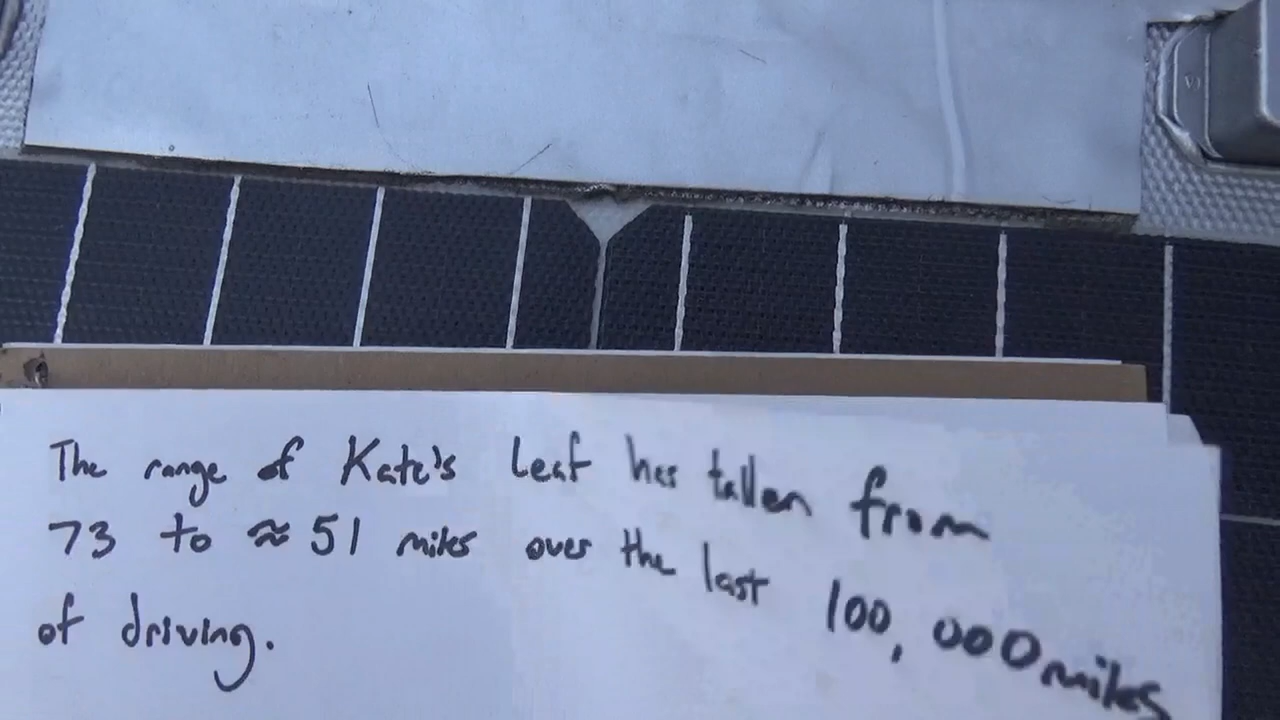 The range of Kate's Leaf has fallen from
73 to ≈ 51 miles over the last 100,000 miles
of driving.